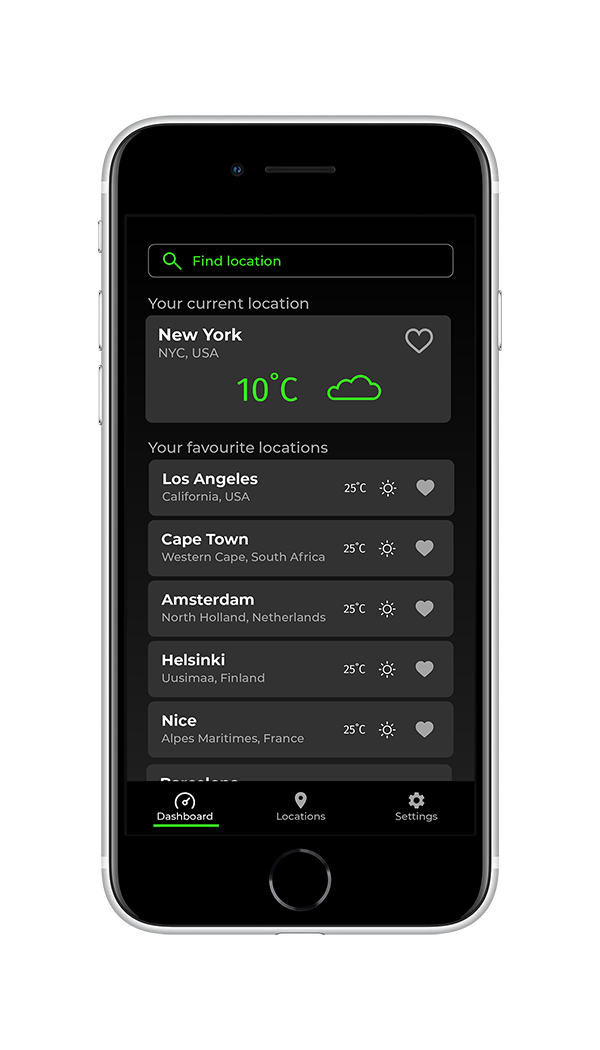 Find location
Your current location
New York
NYC, USA
10°C
Your favourite locations
Los Angeles
California, USA
25°C
Cape Town
Western Cape, South Africa
25°C
Amsterdam
North Holland, Netherlands
25°C
Helsinki
Uusimaa, Finland
25°C
Nice
Alpes Maritimes, France
25°C
Barcelona
Dashboard
Locations
Settings